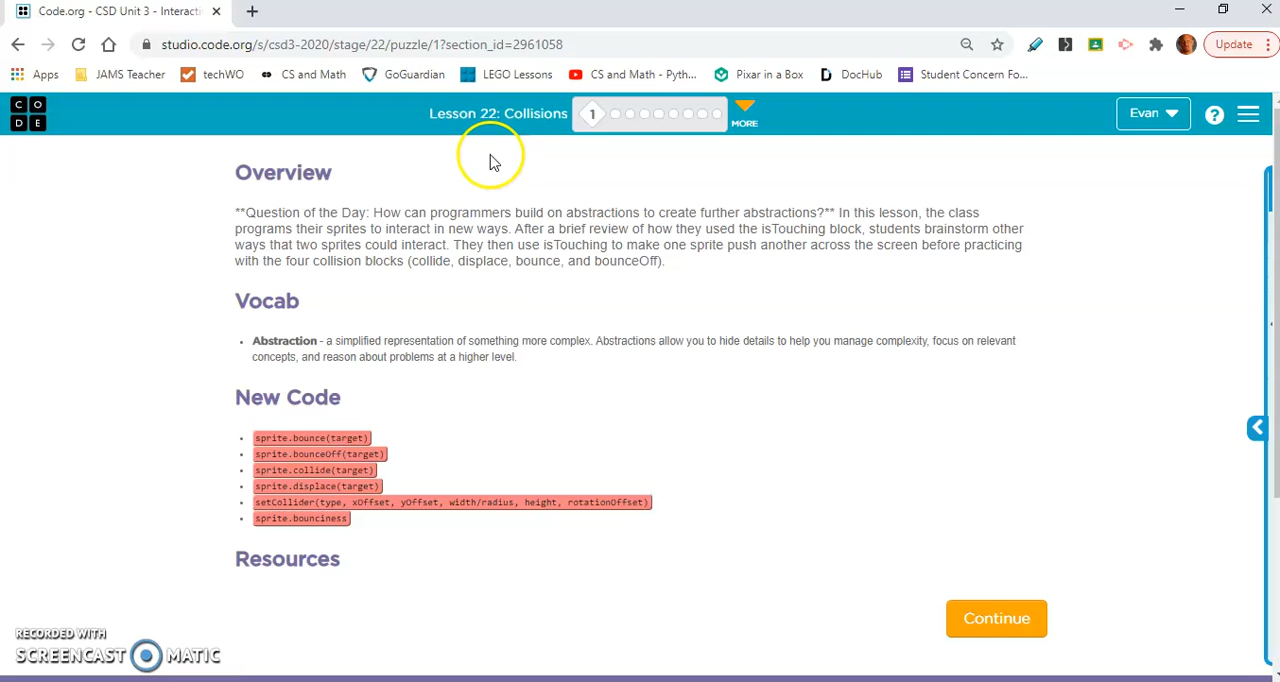 Code.org - CSD Unit 3 - Interacti
studio.code.org/s/csd3-2020/stage/22/puzzle/1?section_id=2961058
Update
Apps JAMS Teacher techWO CS and Math GoGuardian LEGO Lessons CS and Math - Pyth... Pixar in a Box DocHub Student Concern Fo...
C O
D E
Lesson 22: Collisions 1 MORE Evan ?
Overview
**Question of the Day: How can programmers build on abstractions to create further abstractions?** In this lesson, the class
programs their sprites to interact in new ways. After a brief review of how they used the isTouching block, students brainstorm other
ways that two sprites could interact. They then use isTouching to make one sprite push another across the screen before practicing
with the four collision blocks (collide, displace, bounce, and bounceOff).
Vocab
• Abstraction - a simplified representation of something more complex. Abstractions allow you to hide details to help you manage complexity, focus on relevant
concepts, and reason about problems at a higher level.
New Code
• sprite.bounce(target)
• sprite.bounceOff(target)
• sprite.collide(target)
• sprite.displace(target)
• setCollider(type, xOffset, yOffset, width/radius, height, rotationOffset)
• sprite.bounciness
Resources
Continue
RECORDED WITH
SCREENCAST MATIC